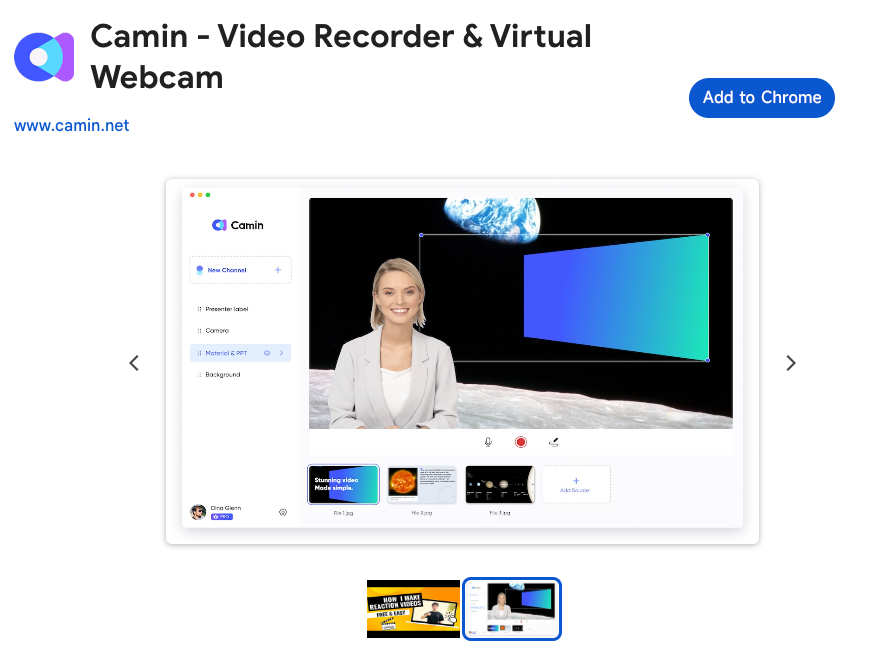 Camin - Video Recorder & Virtual
Webcam
Add to Chrome
www.camin.net
Camin
New Channel +
Presenter label
Camera
Material & PPT
Background
Stunning video
Made simple.
+
Add Source
Dina Glenn
PRO
File 1.jpg
File 2.jpg
File 3.jpg
HOW I MAKE
REACTION VIDEOS
FREE & EASY